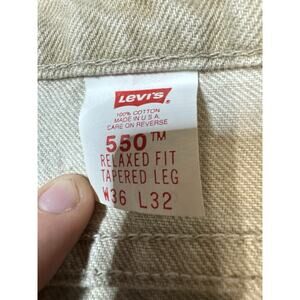 LEVI'S
100% COTTON
MADE IN U.S.A.
CARE ON REVERSE
550™
RELAXED FIT
TAPERED LEG
W36 L32